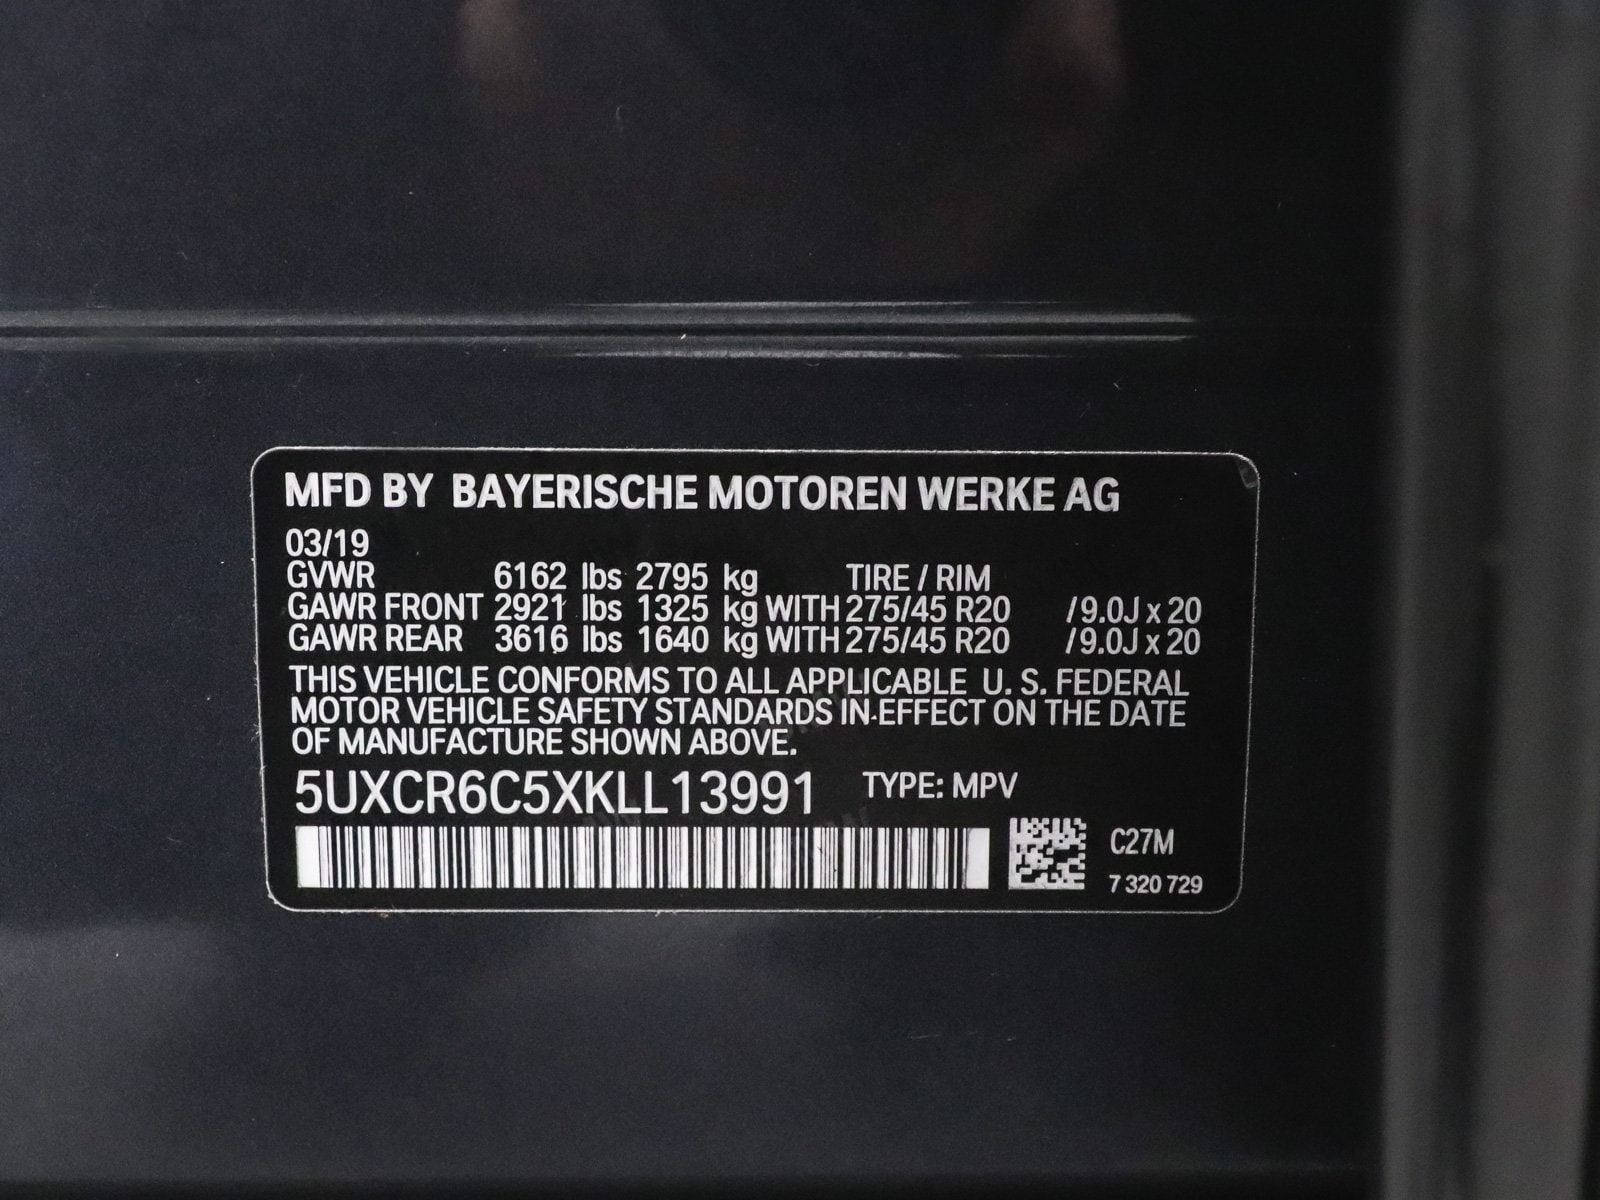 MFD BY BAYERISCHE MOTOREN WERKE AG
03/19
GVWR 6162 lbs 2795 kg TIRE / RIM
GAWR FRONT 2921 lbs 1325 kg WITH 275/45 R20 /9.0J x 20
GAWR REAR 3616 lbs 1640 kg WITH 275/45 R20 /9.0J x 20
THIS VEHICLE CONFORMS TO ALL APPLICABLE U. S. FEDERAL
MOTOR VEHICLE SAFETY STANDARDS IN EFFECT ON THE DATE
OF MANUFACTURE SHOWN ABOVE.
5UXCR6C5XKLL13991 TYPE: MPV
C27M
7 320 729